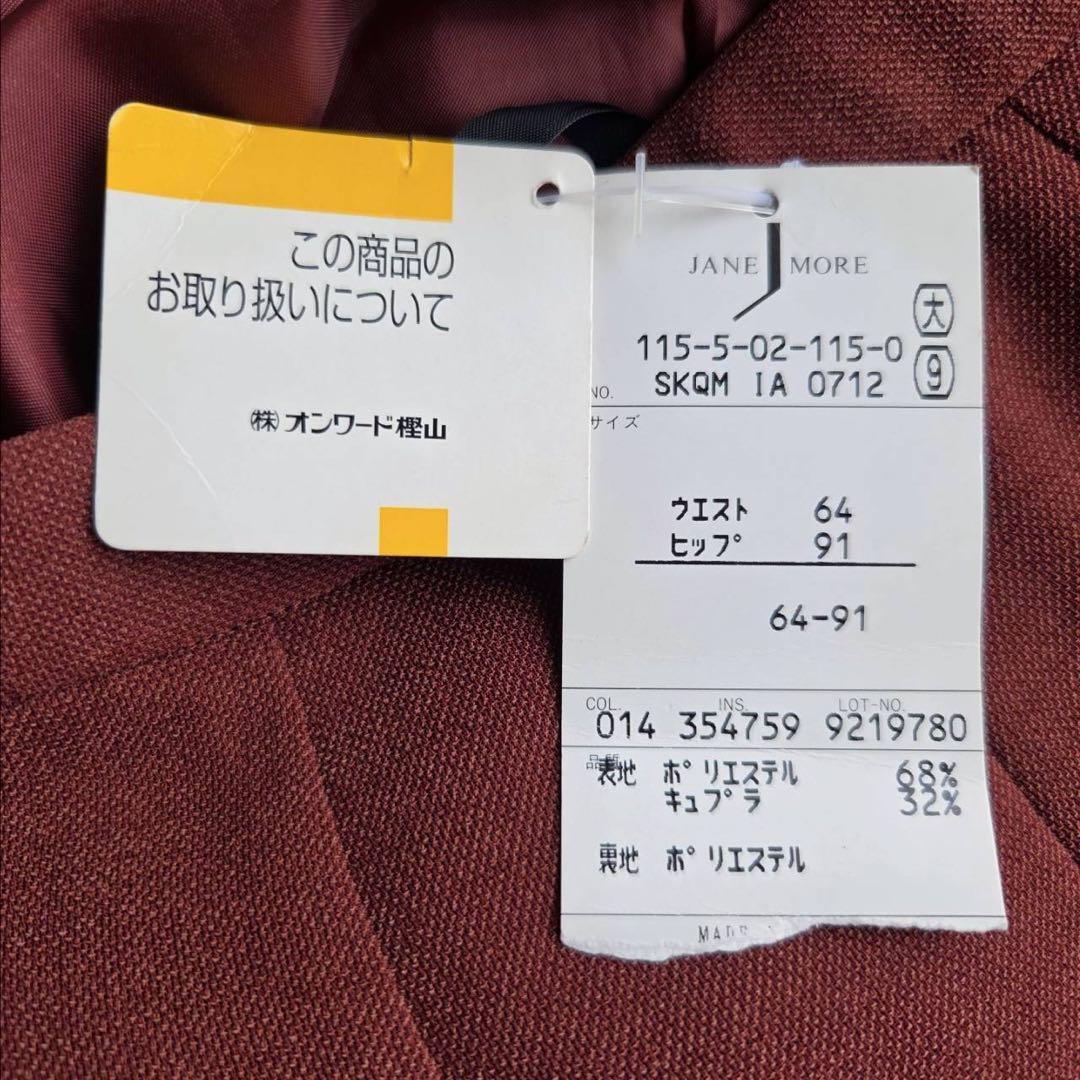 この商品の
お取り扱いについて
㈱オンワード樫山
JANE MORE
大
115-5-02-115-0
9
NO. SKQM IA 0712
サイズ
ウエスト 64
ヒップ 91
64-91
COL. INS. LOT-NO.
014 354759 9219780
品質
表地 ポリエステル 68%
キュプラ 32%
裏地 ポリエステル